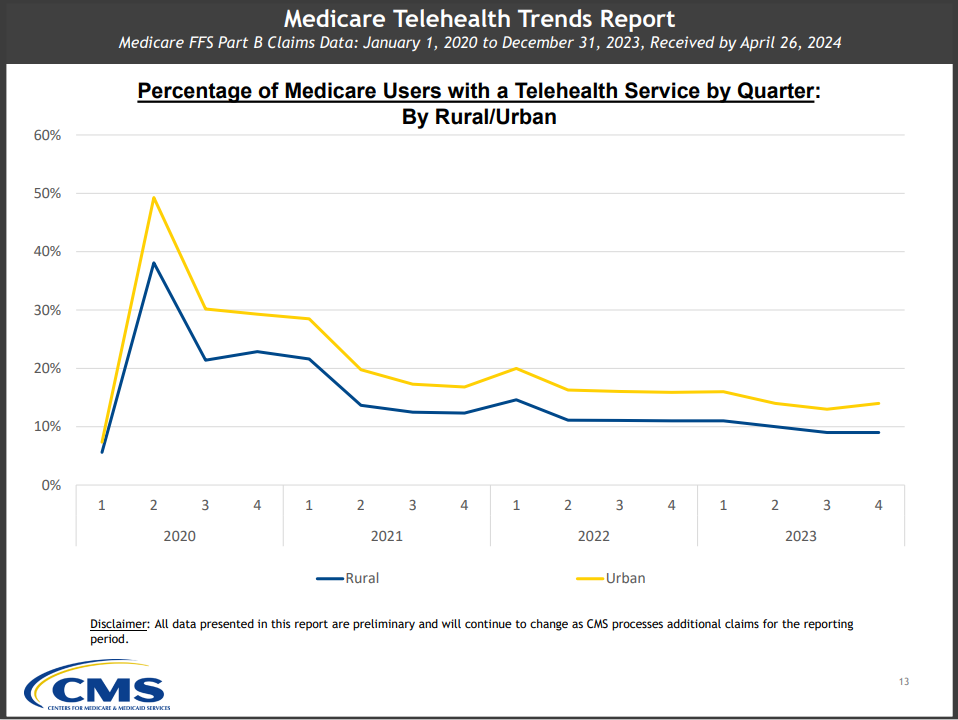 Medicare Telehealth Trends Report
Medicare FFS Part B Claims Data: January 1, 2020 to December 31, 2023, Received by April 26, 2024
Percentage of Medicare Users with a Telehealth Service by Quarter:
By Rural/Urban
60%
50%
40%
30%
20%
10%
0%
1 2 3 4 1 2 3 4 1 2 3 4 1 2 3 4
2020 2021 2022 2023
Rural Urban
Disclaimer: All data presented in this report are preliminary and will continue to change as CMS processes additional claims for the reporting
period.
CMS
CENTERS FOR MEDICARE & MEDICAID SERVICES
13